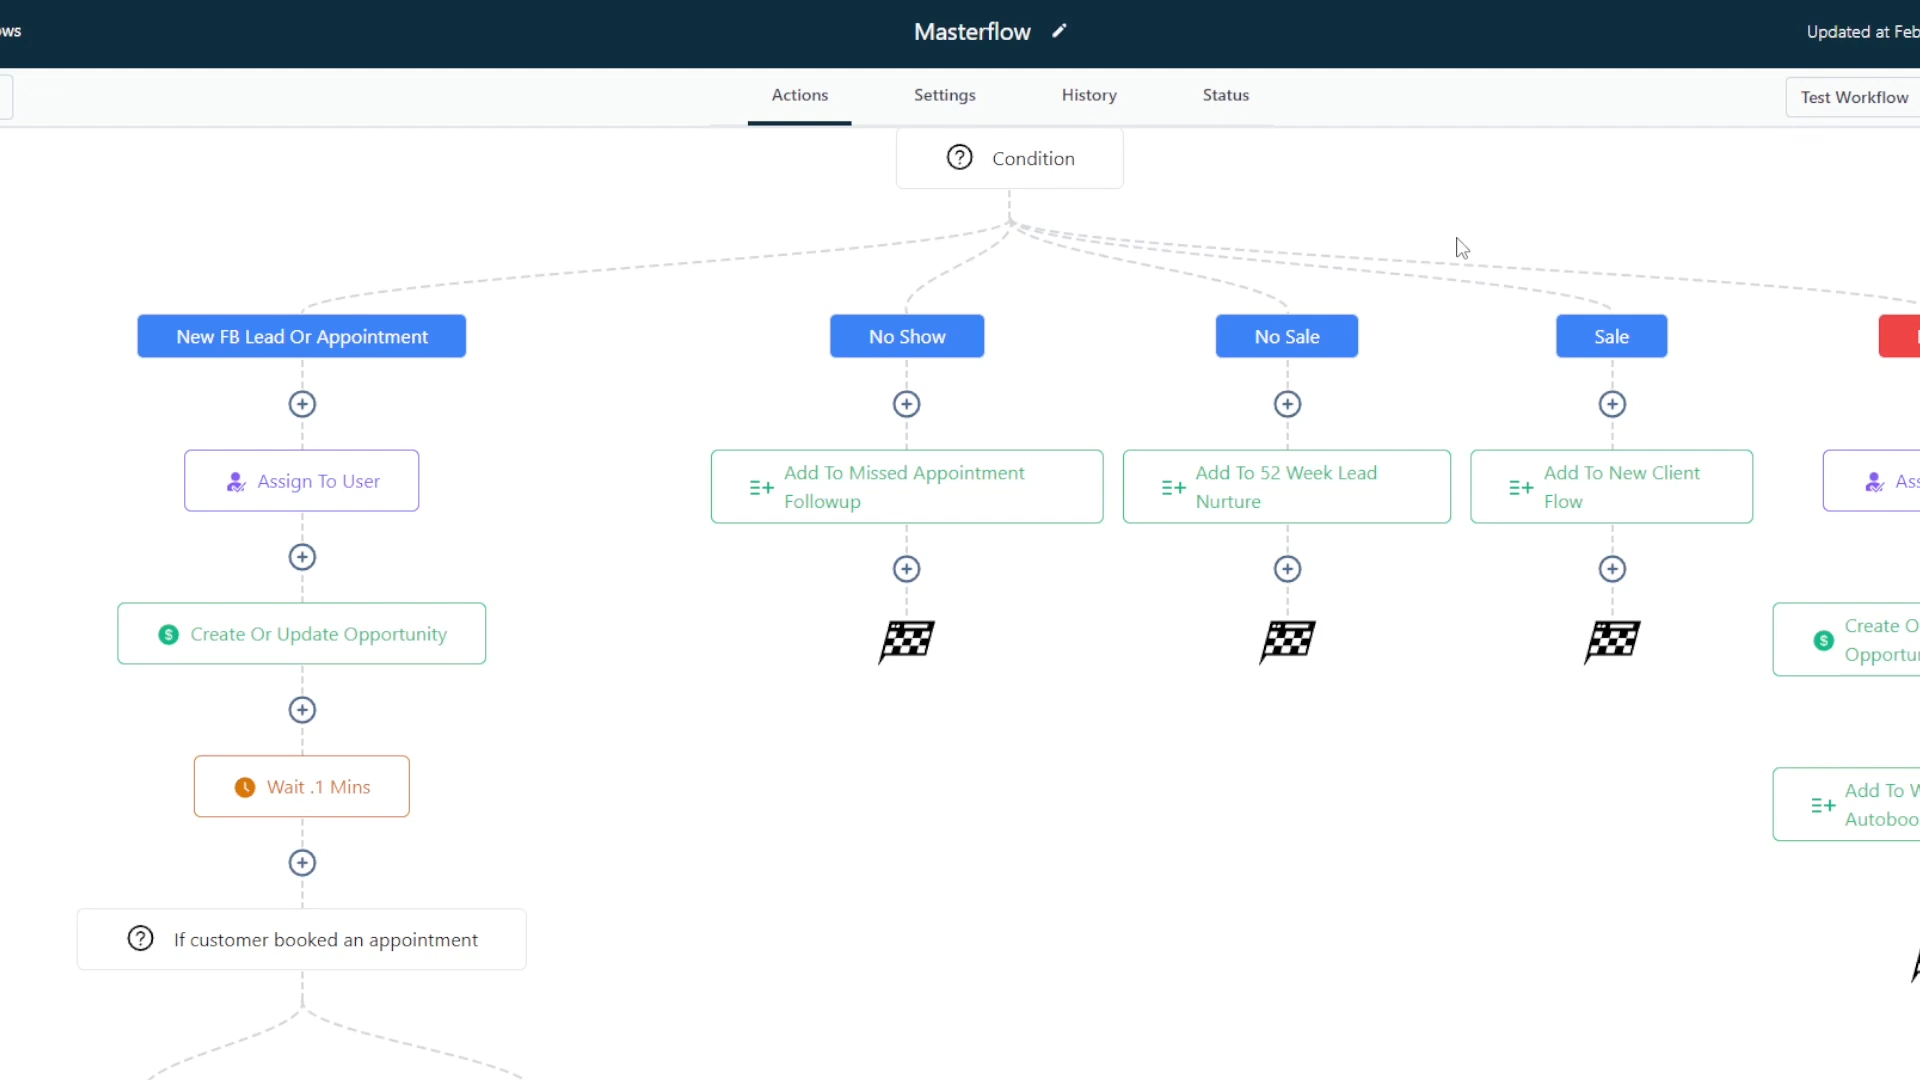 ows
Masterflow
Updated at Feb
Actions
Settings
History
Status
Test Workflow
Condition
New FB Lead Or Appointment
No Show
No Sale
Sale
Assign To User
Add To Missed Appointment
Followup
Add To 52 Week Lead
Nurture
Add To New Client
Flow
Ass
Create Or Update Opportunity
Create O
Opportu
Wait .1 Mins
Add To W
Autoboo
If customer booked an appointment